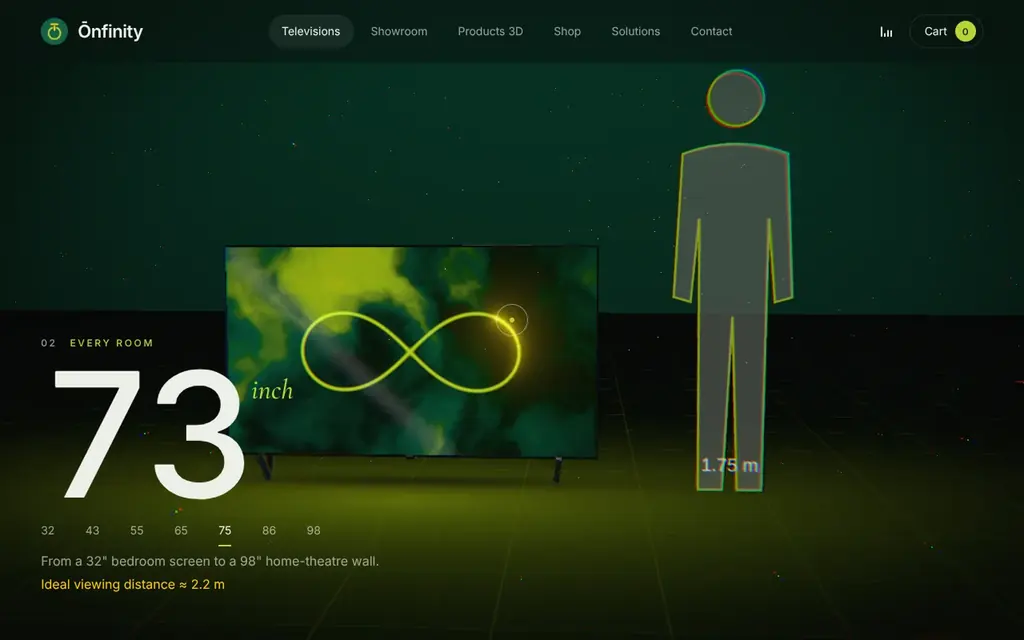 Ōnfinity
Televisions
Showroom
Products 3D
Shop
Solutions
Contact
Cart 0
02 EVERY ROOM
73 inch
1.75 m
32 43 55 65 75 86 98
From a 32" bedroom screen to a 98" home-theatre wall.
Ideal viewing distance ≈ 2.2 m